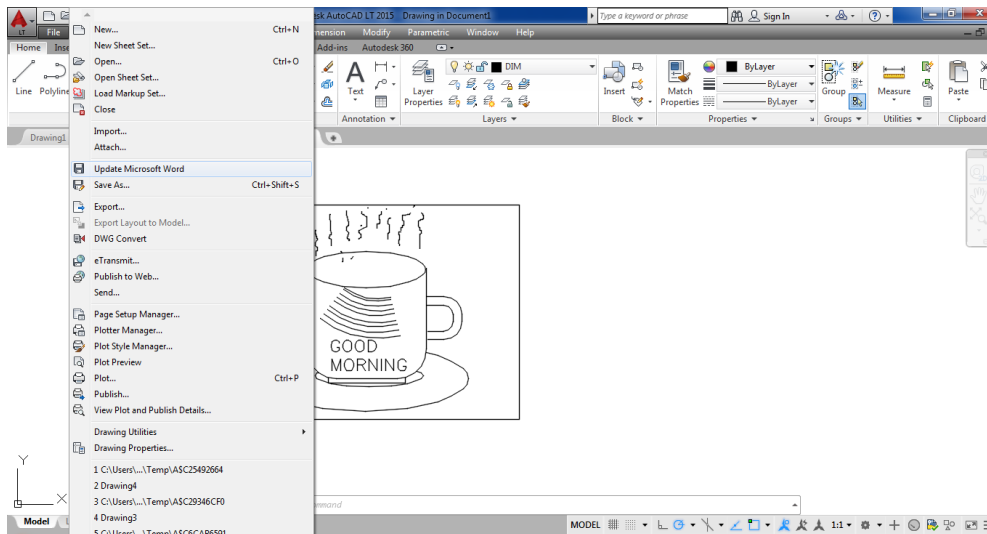 sk AutoCAD LT 2015 Drawing in Document1
Type a keyword or phrase
Sign In
LT
File
mension Modify Parametric Window Help
Home Inse
Add-ins Autodesk 360
New... Ctrl+N
New Sheet Set...
Open... Ctrl+O
Open Sheet Set...
Load Markup Set...
Close
Import...
Attach...
Update Microsoft Word
Save As... Ctrl+Shift+S
Export...
Export Layout to Model...
DWG Convert
eTransmit...
Publish to Web...
Send...
Page Setup Manager...
Plotter Manager...
Plot Style Manager...
Plot Preview
Plot... Ctrl+P
Publish...
View Plot and Publish Details...
Drawing Utilities
Drawing Properties...
1 C:\Users\...\Temp\A$C25492664
2 Drawing4
3 C:\Users\...\Temp\A$C29346CF0
4 Drawing3
5 C:\Users\...\Temp\A$C6CAP6591
Line Polyline
Text
Layer
Properties
DIM
Insert
Match
Properties
ByLayer
ByLayer
ByLayer
Group
Measure
Paste
Annotation
Layers
Block
Properties
Groups
Utilities
Clipboard
Drawing1
GOOD
MORNING
Y
X
mmand
Model
MODEL
1:1